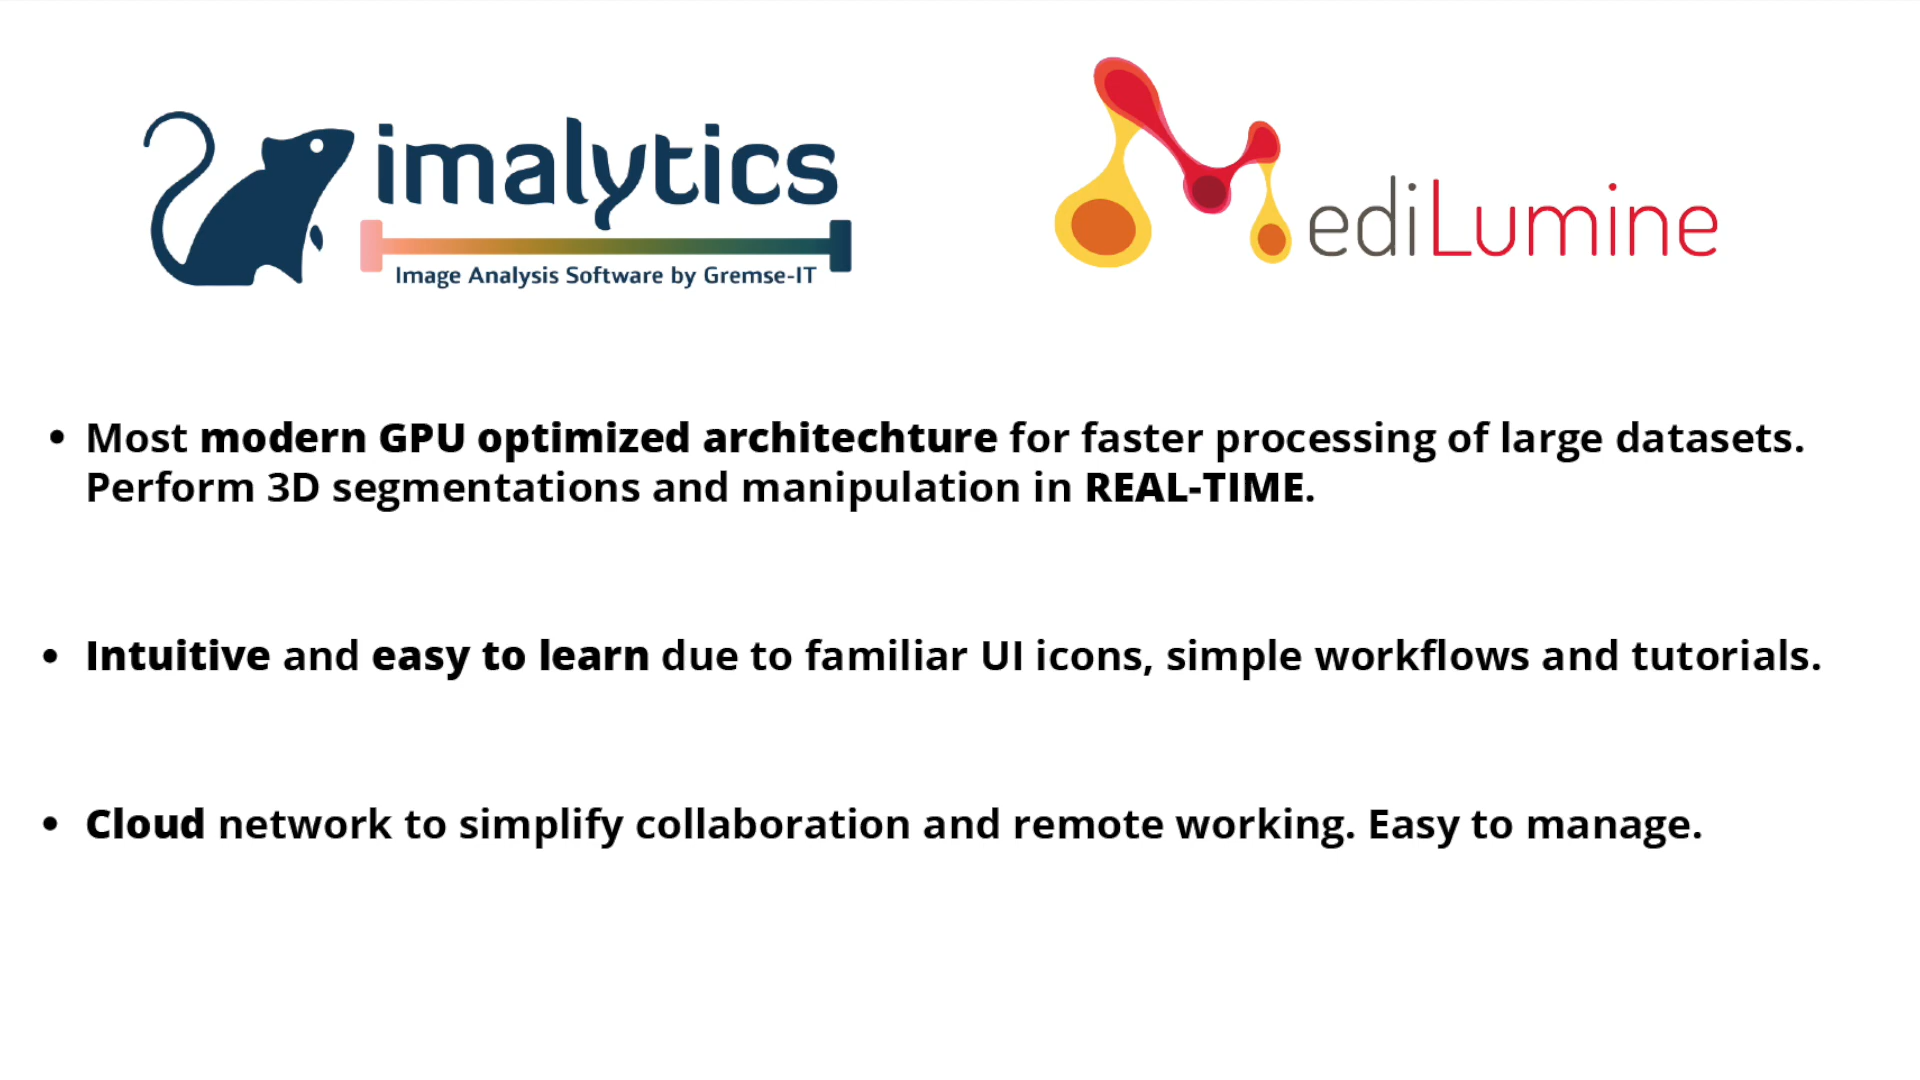 imalytics
Image Analysis Software by Gremse-IT
MediLumine
• Most modern GPU optimized architechture for faster processing of large datasets.
Perform 3D segmentations and manipulation in REAL-TIME.
• Intuitive and easy to learn due to familiar UI icons, simple workflows and tutorials.
• Cloud network to simplify collaboration and remote working. Easy to manage.